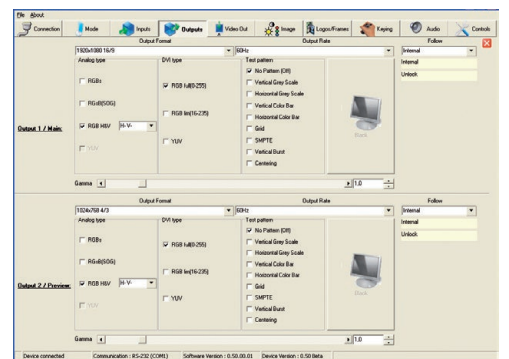 File About
Connection Mode Inputs Outputs Video Out Image Logos/Frames Keying Audio Controls
Output Format Output Rate Follow
1920x1080 16/9 60Hz Internal
Analog type DVI type Test pattern Internal
RGBs RGB full(0-255) No Pattern (Off) Unlock
Vertical Grey Scale
RGsB(SOG) Horizontal Grey Scale
RGB lim(16-235) Vertical Color Bar
Output 1 / Main: RGB H&V H-V- Horizontal Color Bar
Grid
YUV YUV SMPTE Black
Vertical Burst
Centering
Gamma 1,0
Output Format Output Rate Follow
1024x768 4/3 60Hz Internal
Analog type DVI type Test pattern Internal
RGBs RGB full(0-255) No Pattern (Off) Unlock
Vertical Grey Scale
RGsB(SOG) Horizontal Grey Scale
RGB lim(16-235) Vertical Color Bar
Output 2 / Preview: RGB H&V H-V- Horizontal Color Bar
Grid
YUV YUV SMPTE Black
Vertical Burst
Centering
Gamma 1,0
Device connected Communication : RS-232 (COM1) Software Version : 0.50.00.01 Device Version : 0.50 Beta